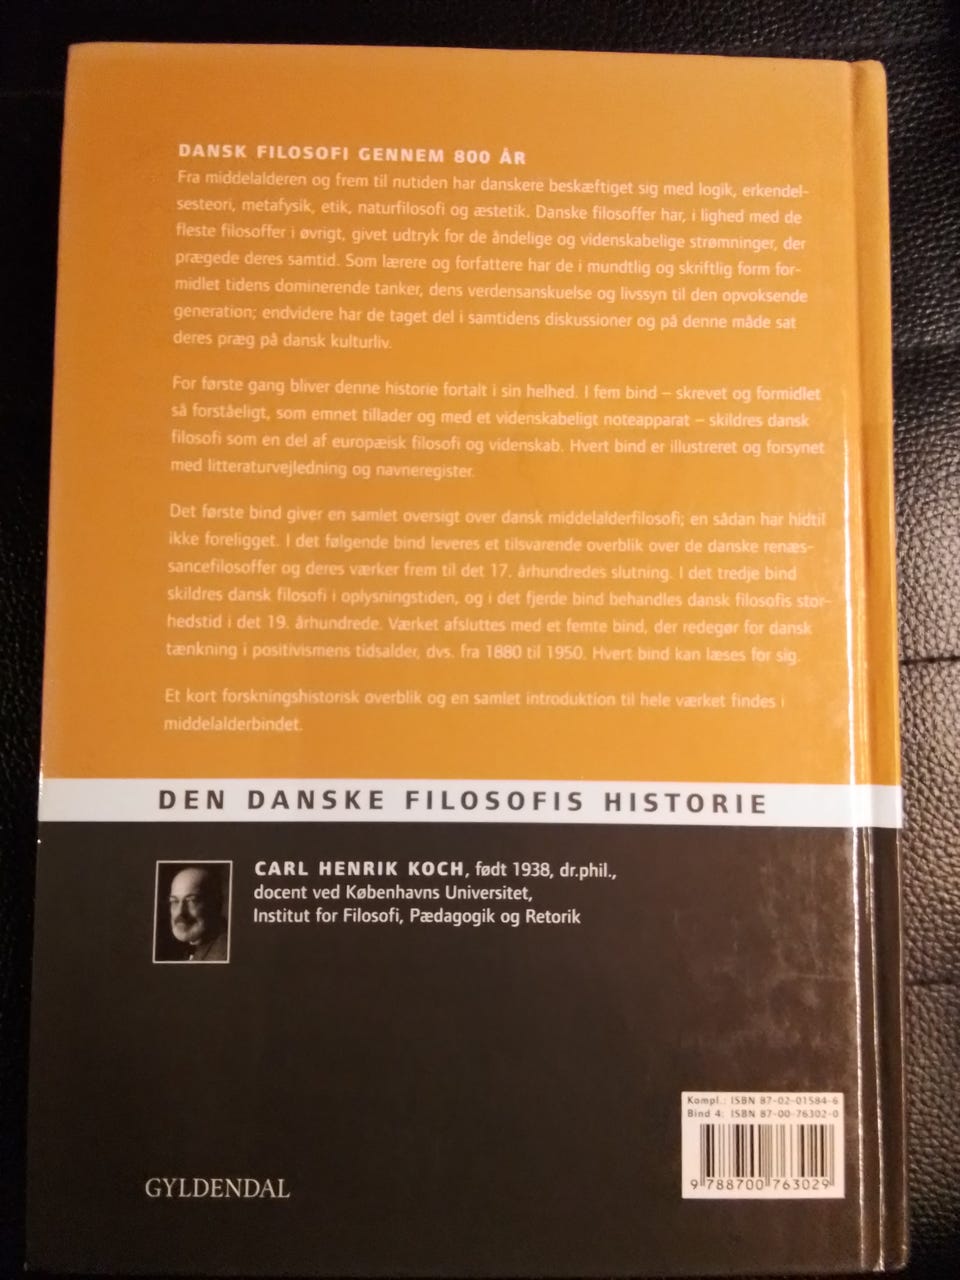 DANSK FILOSOFI GENNEM 800 ÅR
Fra middelalderen og frem til nutiden har danskere beskæftiget sig med logik, erkendel-
sesteori, metafysik, etik, naturfilosofi og æstetik. Danske filosoffer har, i lighed med de
fleste filosoffer i øvrigt, givet udtryk for de åndelige og videnskabelige strømninger, der
prægede deres samtid. Som lærere og forfattere har de i mundtlig og skriftlig form for-
midlet tidens dominerende tanker, dens verdensanskuelse og livssyn til den opvoksende
generation; endvidere har de taget del i samtidens diskussioner og på denne måde sat
deres præg på dansk kulturliv.
For første gang bliver denne historie fortalt i sin helhed. I fem bind – skrevet og formidlet
så forståeligt, som emnet tillader og med et videnskabeligt noteapparat – skildres dansk
filosofi som en del af europæisk filosofi og videnskab. Hvert bind er illustreret og forsynet
med litteraturvejledning og navneregister.
Det første bind giver en samlet oversigt over dansk middelalderfilosofi; en sådan har hidtil
ikke foreligget. I det følgende bind leveres et tilsvarende overblik over de danske renæs-
sancefilosoffer og deres værker frem til det 17. århundredes slutning. I det tredje bind
skildres dansk filosofi i oplysningstiden, og i det fjerde bind behandles dansk filosofis stor-
hedstid i det 19. århundrede. Værket afsluttes med et femte bind, der redegør for dansk
tænkning i positivismens tidsalder, dvs. fra 1880 til 1950. Hvert bind kan læses for sig.
Et kort forskningshistorisk overblik og en samlet introduktion til hele værket findes i
middelalderbindet.
DEN DANSKE FILOSOFIS HISTORIE
CARL HENRIK KOCH, født 1938, dr.phil.,
docent ved Københavns Universitet,
Institut for Filosofi, Pædagogik og Retorik
Kompl.: ISBN 87-02-01584-6
Bind 4: ISBN 87-00-76302-0
9 788700 763029
GYLDENDAL